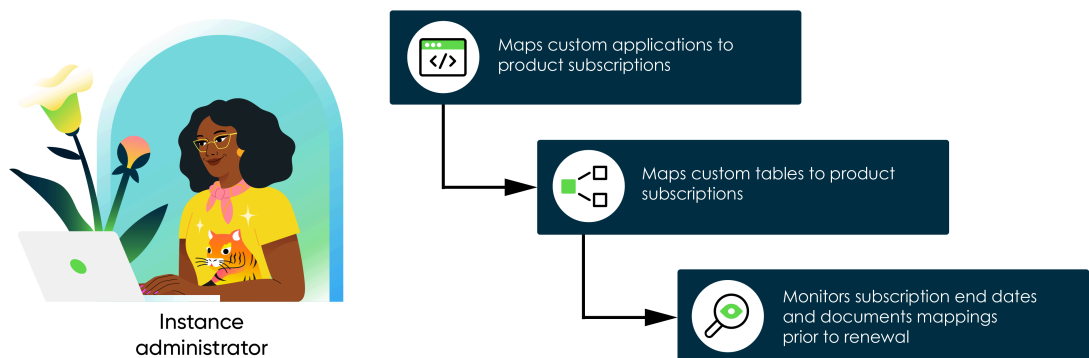 Maps custom applications to
product subscriptions
Maps custom tables to product
subscriptions
Monitors subscription end dates
and documents mappings
prior to renewal
Instance
administrator